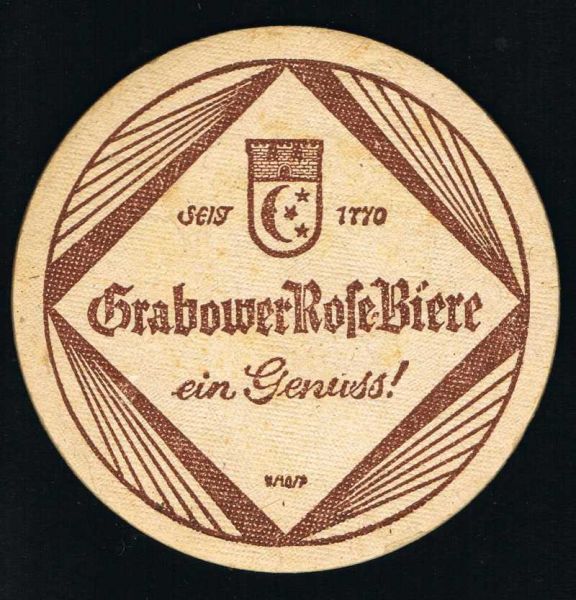 SEIT 1770
Grabower Roſe-Biere
ein Genuss!